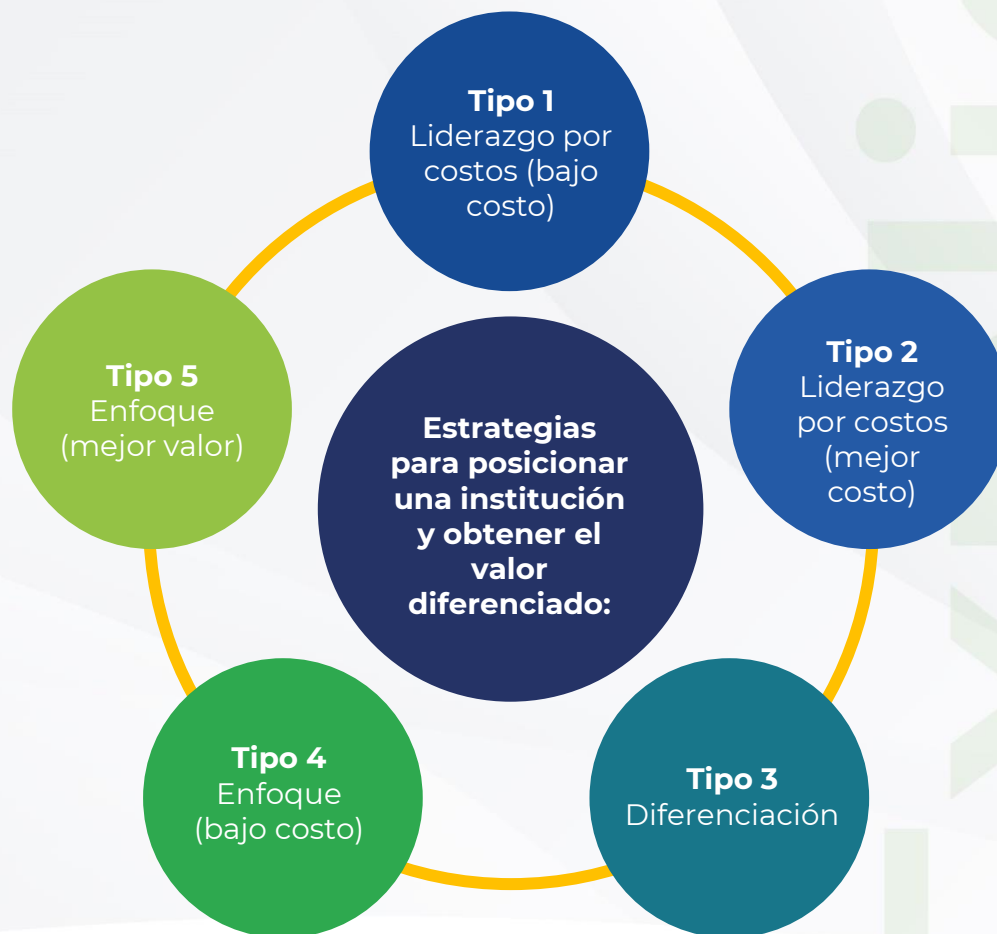 Tipo 1
Liderazgo por
costos (bajo
costo)
Tipo 2
Liderazgo
por costos
(mejor
costo)
Tipo 3
Diferenciación
Tipo 4
Enfoque
(bajo costo)
Tipo 5
Enfoque
(mejor valor)
Estrategias
para posicionar
una institución
y obtener el
valor
diferenciado: